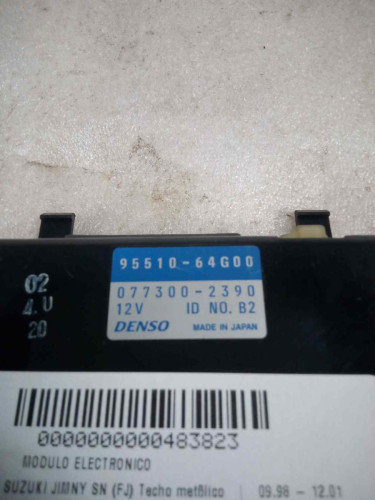 95510-64G00
077300-2390
12V ID NO. B2
DENSO MADE IN JAPAN
02
4.U
20
0000000000483823
MODULO ELECTRONICO
SUZUKI JIMNY SN (FJ) Techo metßlico 09.98 - 12.01